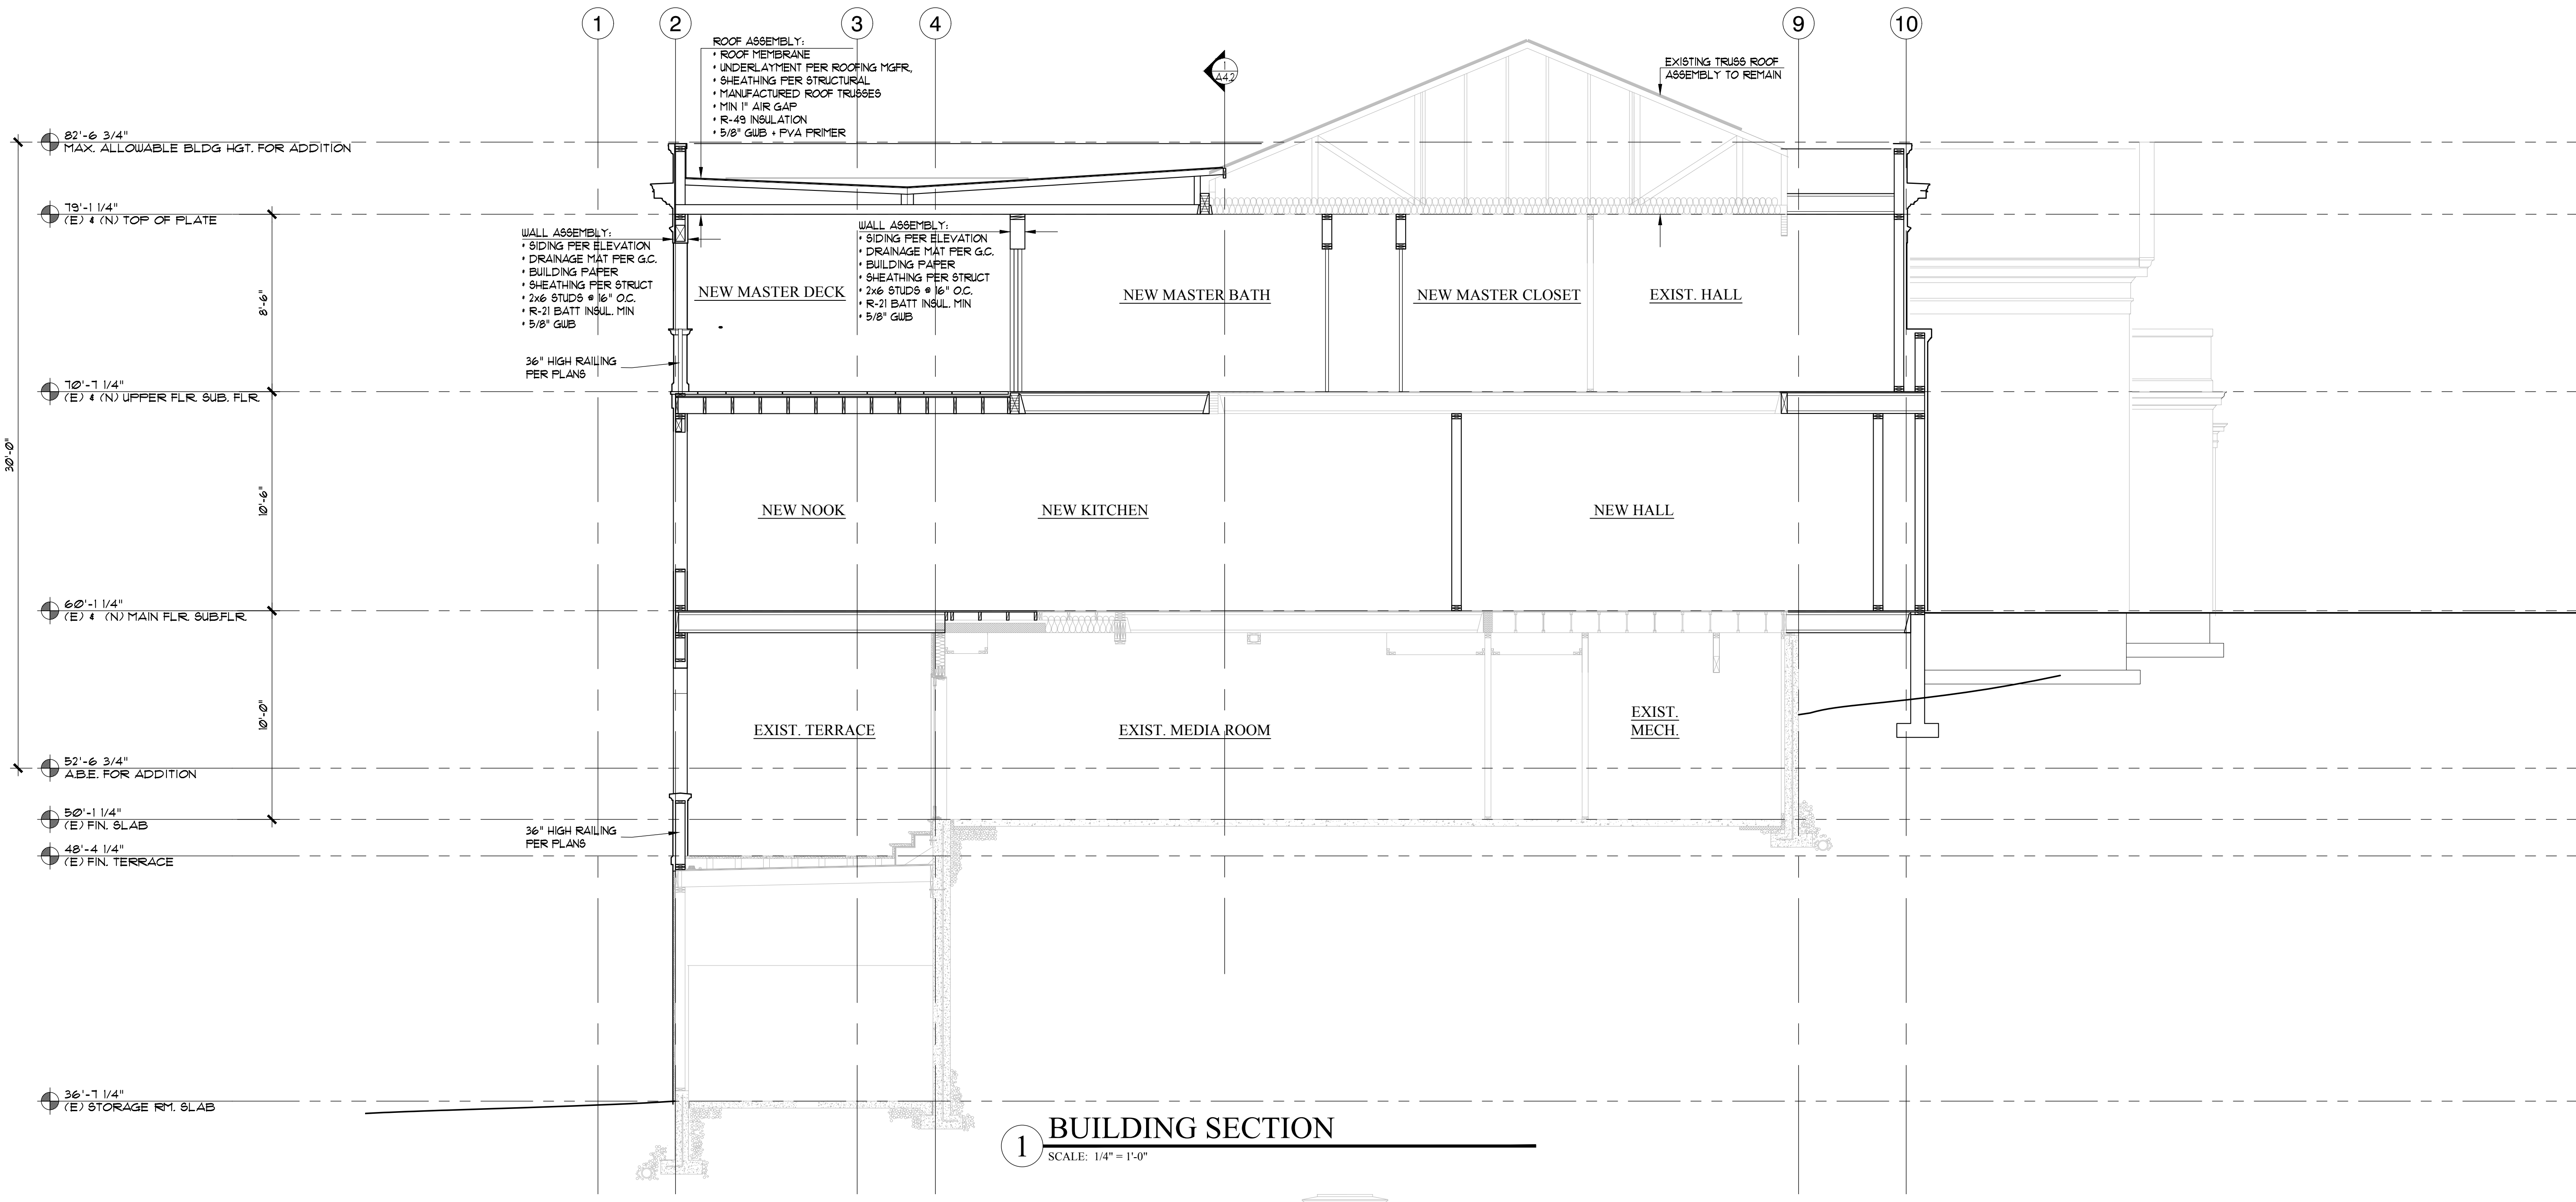 1
2
3
4
9
10
ROOF ASSEMBLY:
• ROOF MEMBRANE
• UNDERLAYMENT PER ROOFING MGFR,
• SHEATHING PER STRUCTURAL
• MANUFACTURED ROOF TRUSSES
• MIN 1" AIR GAP
• R-49 INSULATION
• 5/8" GWB + PVA PRIMER
1
A4.2
EXISTING TRUSS ROOF
ASSEMBLY TO REMAIN
82'-6 3/4"
MAX. ALLOWABLE BLDG HGT. FOR ADDITION
79'-1 1/4"
(E) & (N) TOP OF PLATE
WALL ASSEMBLY:
• SIDING PER ELEVATION
• DRAINAGE MAT PER G.C.
• BUILDING PAPER
• SHEATHING PER STRUCT
• 2x6 STUDS @ 16" O.C.
• R-21 BATT INSUL. MIN
• 5/8" GWB
WALL ASSEMBLY:
• SIDING PER ELEVATION
• DRAINAGE MAT PER G.C.
• BUILDING PAPER
• SHEATHING PER STRUCT
• 2x6 STUDS @ 16" O.C.
• R-21 BATT INSUL. MIN
• 5/8" GWB
8'-6"
NEW MASTER DECK
NEW MASTER BATH
NEW MASTER CLOSET
EXIST. HALL
36" HIGH RAILING
PER PLANS
70'-7 1/4"
(E) & (N) UPPER FLR. SUB. FLR.
30'-0"
10'-6"
NEW NOOK
NEW KITCHEN
NEW HALL
60'-1 1/4"
(E) & (N) MAIN FLR. SUB.FLR.
10'-0"
EXIST. TERRACE
EXIST. MEDIA ROOM
EXIST.
MECH.
52'-6 3/4"
A.B.E. FOR ADDITION
50'-1 1/4"
(E) FIN. SLAB
36" HIGH RAILING
PER PLANS
48'-4 1/4"
(E) FIN. TERRACE
36'-7 1/4"
(E) STORAGE RM. SLAB
1
BUILDING SECTION
SCALE: 1/4" = 1'-0"